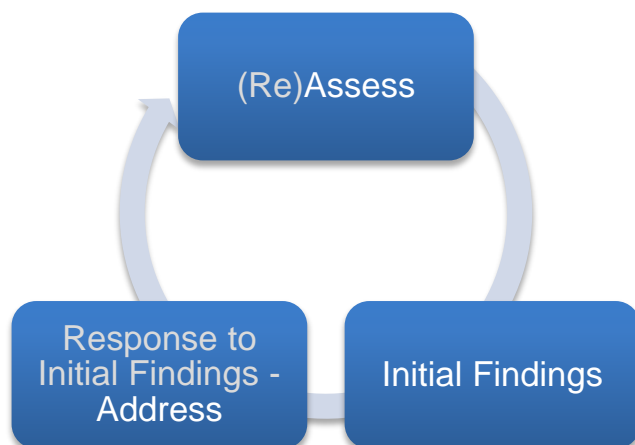 (Re)Assess
Response to
Initial Findings -
Address
Initial Findings